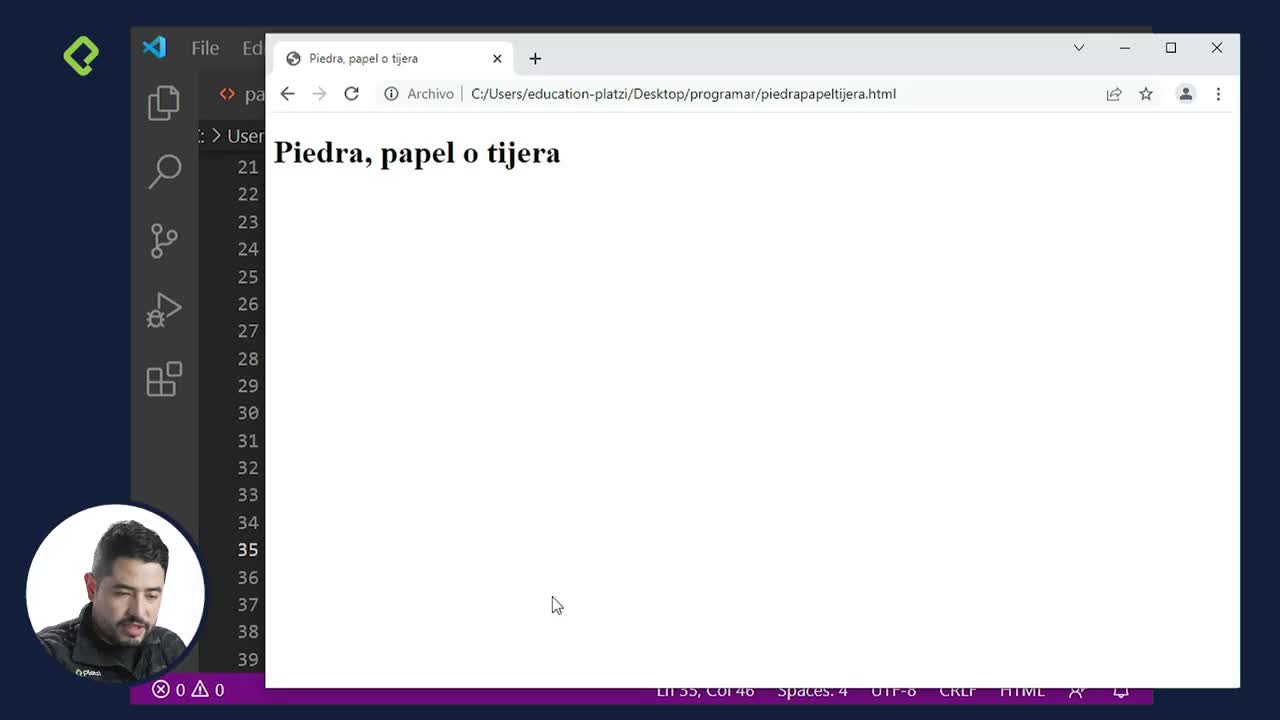 File Ed
Piedra, papel o tijera
pa
Archivo C:/Users/education-platzi/Desktop/programar/piedrapapeltijera.html
: > User
Piedra, papel o tijera
21
22
23
24
25
26
27
28
29
30
31
32
33
34
35
36
37
38
39
Platzi
0 0
Ln 35, Col 46 Spaces: 4 UTF-8 CRLF HTML